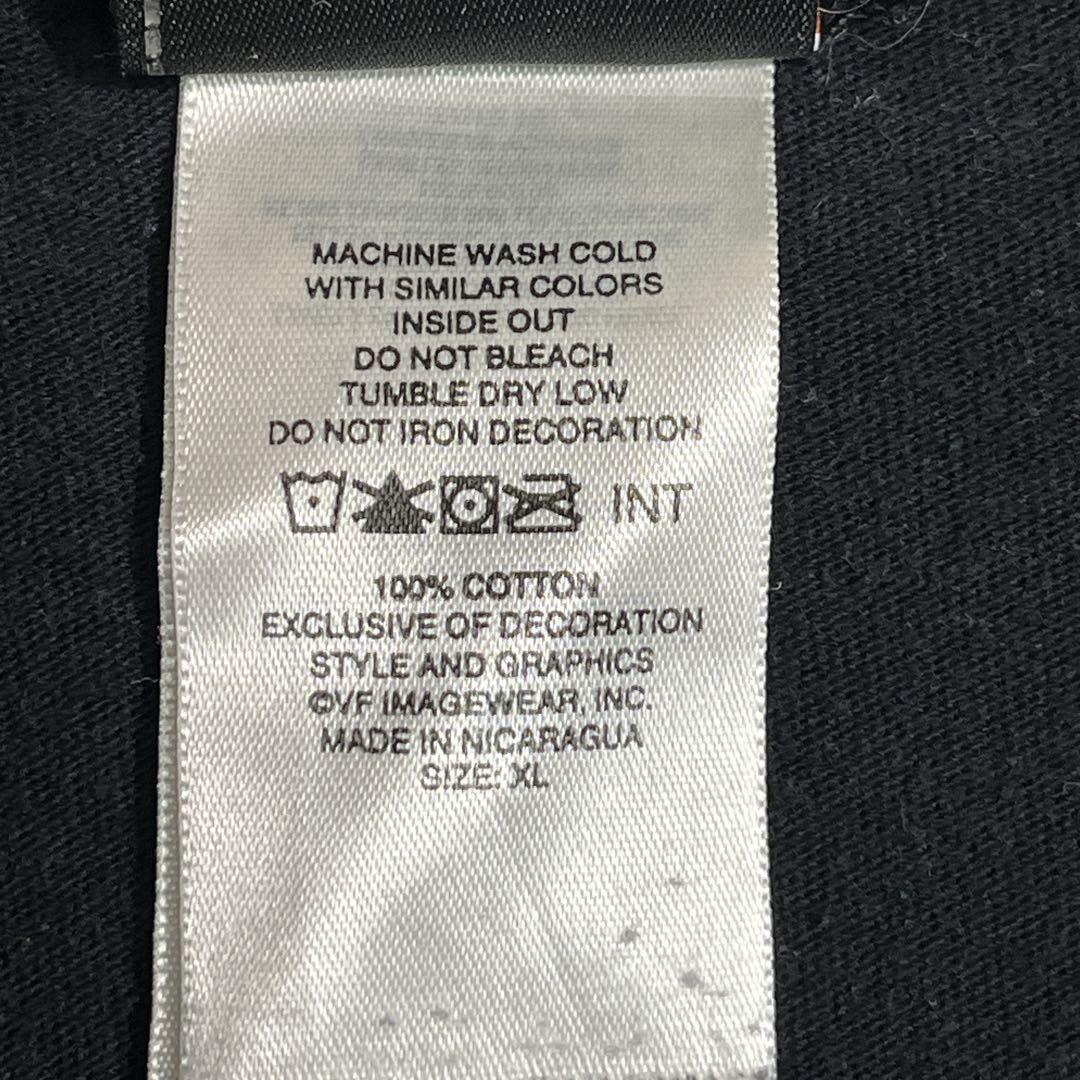 MACHINE WASH COLD
WITH SIMILAR COLORS
INSIDE OUT
DO NOT BLEACH
TUMBLE DRY LOW
DO NOT IRON DECORATION
INT
100% COTTON
EXCLUSIVE OF DECORATION
STYLE AND GRAPHICS
©VF IMAGEWEAR, INC.
MADE IN NICARAGUA
SIZE: XL